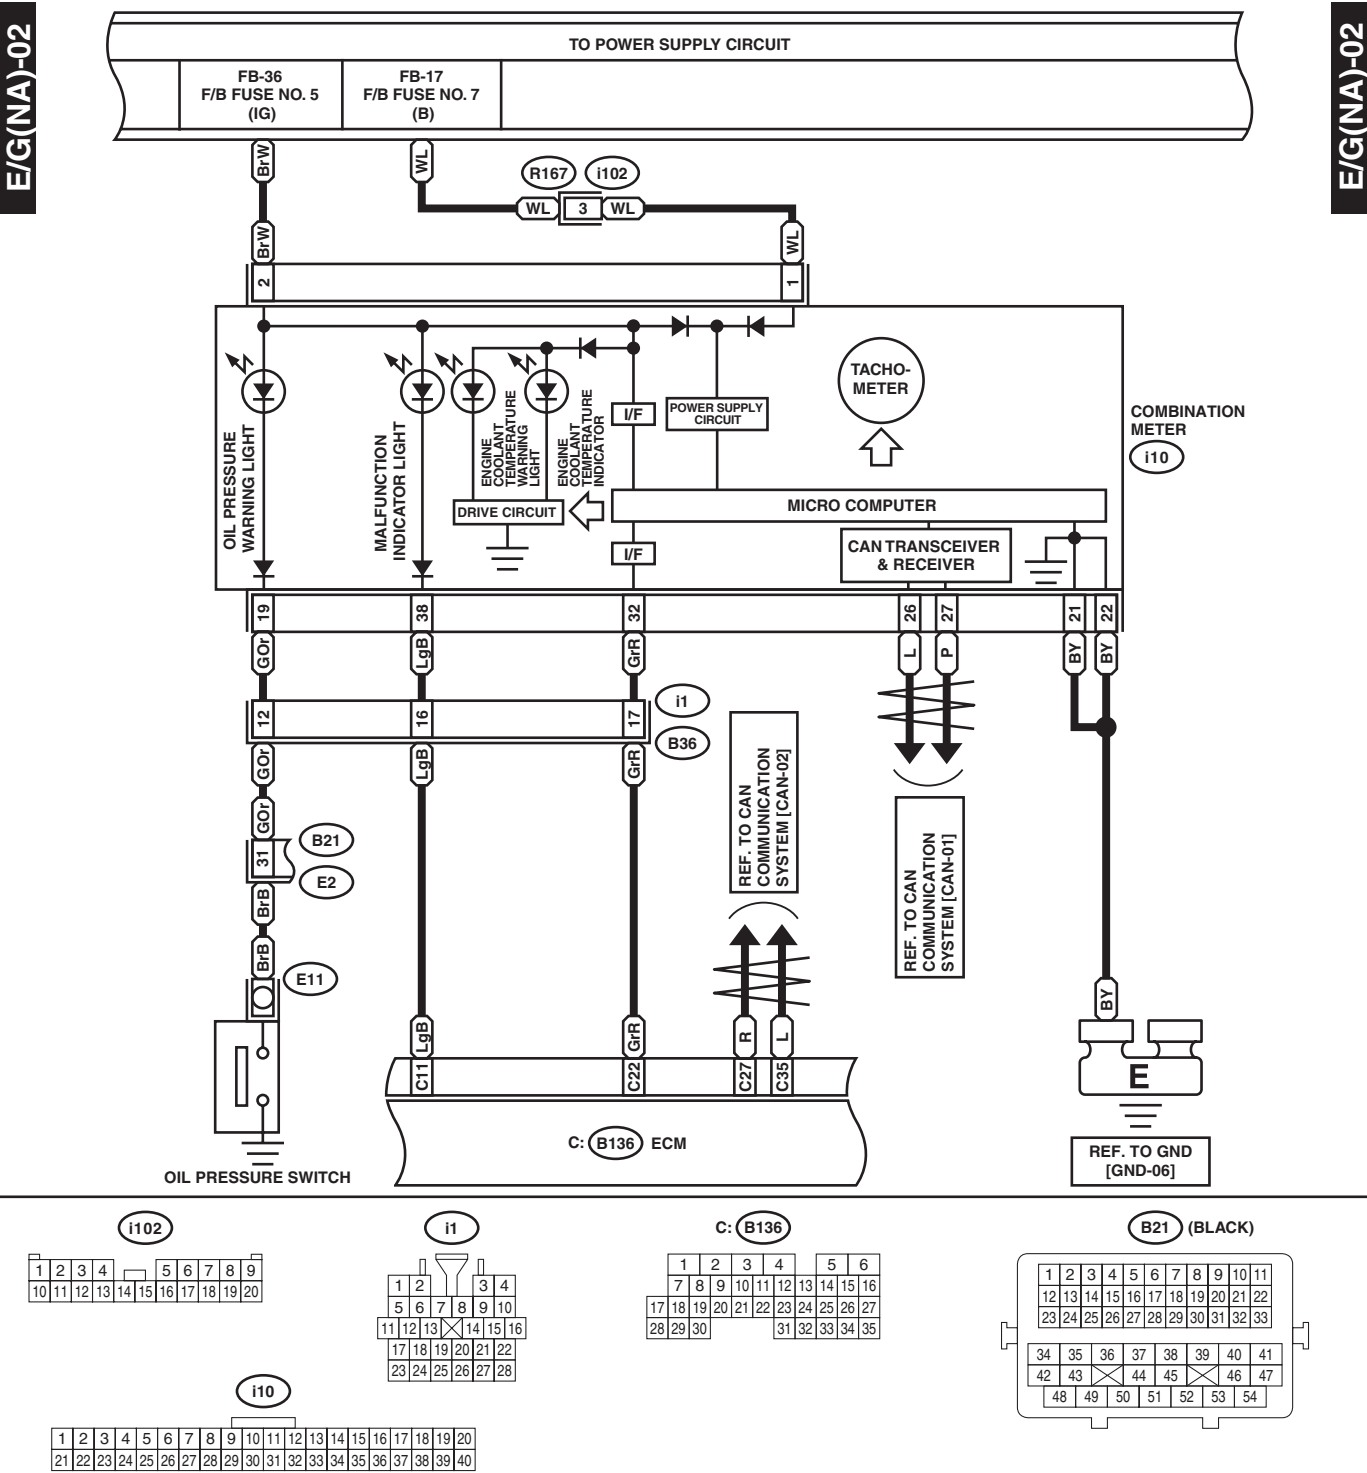 E/G(NA)-02
E/G(NA)-02
TO POWER SUPPLY CIRCUIT
FB-36
F/B FUSE NO. 5
(IG)
FB-17
F/B FUSE NO. 7
(B)
BrW
WL
R167
i102
WL
3
WL
BrW
WL
2
1
OIL PRESSURE
WARNING LIGHT
MALFUNCTION
INDICATOR LIGHT
ENGINE
COOLANT
TEMPERATURE
WARNING
LIGHT
ENGINE
COOLANT
TEMPERATURE
INDICATOR
I/F
POWER SUPPLY
CIRCUIT
TACHO-
METER
COMBINATION
METER
i10
DRIVE CIRCUIT
MICRO COMPUTER
I/F
CAN TRANSCEIVER
& RECEIVER
19
38
32
26
27
21
22
GOr
LgB
GrR
L
P
BY
BY
12
16
17
i1
B36
GOr
LgB
GrR
GOr
31
B21
E2
BrB
BrB
E11
REF. TO CAN
COMMUNICATION
SYSTEM [CAN-02]
REF. TO CAN
COMMUNICATION
SYSTEM [CAN-01]
LgB
GrR
R
L
BY
C11
C22
C27
C35
E
C: B136 ECM
REF. TO GND
[GND-06]
OIL PRESSURE SWITCH
i102
1 2 3 4 5 6 7 8 9
10 11 12 13 14 15 16 17 18 19 20
i1
1 2 3 4
5 6 7 8 9 10
11 12 13 14 15 16
17 18 19 20 21 22
23 24 25 26 27 28
C: B136
1 2 3 4 5 6
7 8 9 10 11 12 13 14 15 16
17 18 19 20 21 22 23 24 25 26 27
28 29 30 31 32 33 34 35
B21 (BLACK)
1 2 3 4 5 6 7 8 9 10 11
12 13 14 15 16 17 18 19 20 21 22
23 24 25 26 27 28 29 30 31 32 33
34 35 36 37 38 39 40 41
42 43 44 45 46 47
48 49 50 51 52 53 54
i10
1 2 3 4 5 6 7 8 9 10 11 12 13 14 15 16 17 18 19 20
21 22 23 24 25 26 27 28 29 30 31 32 33 34 35 36 37 38 39 40